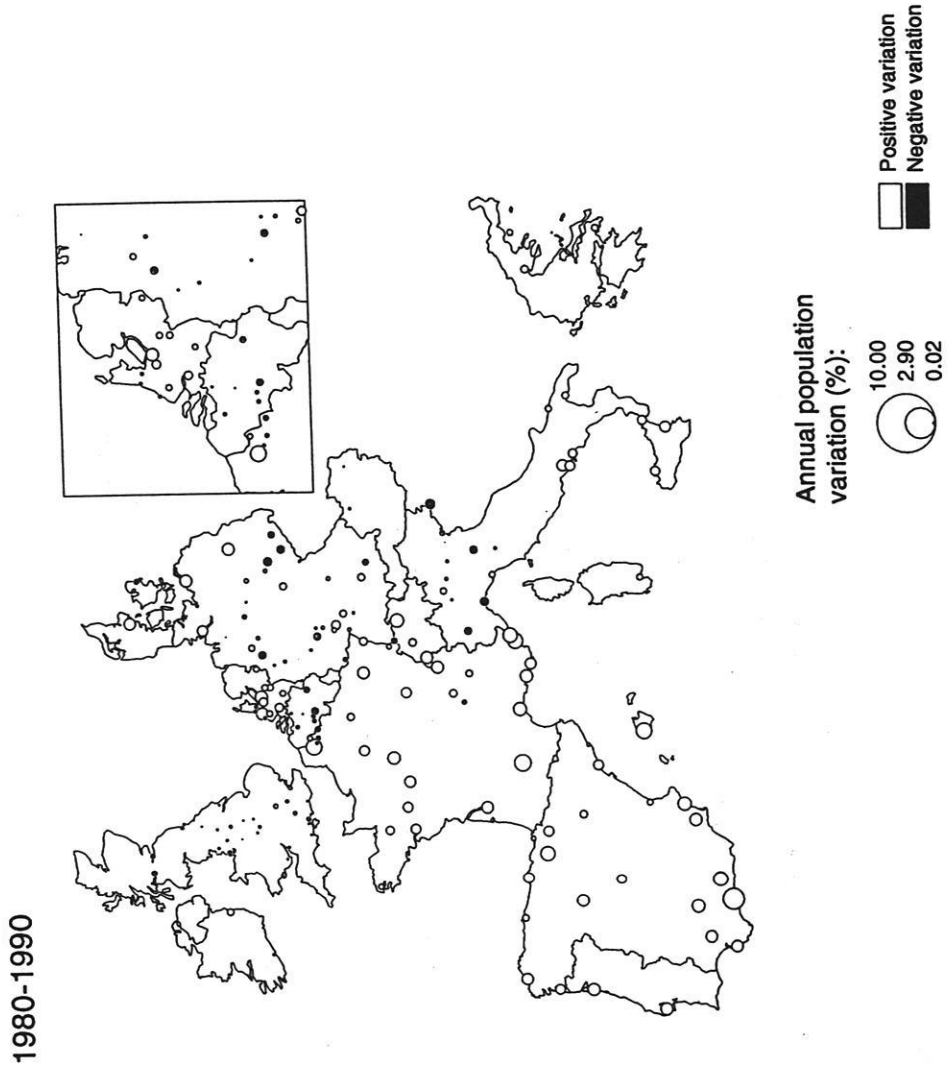 1980-1990
Annual population
variation (%):
10.00
2.90
0.02
Positive variation
Negative variation